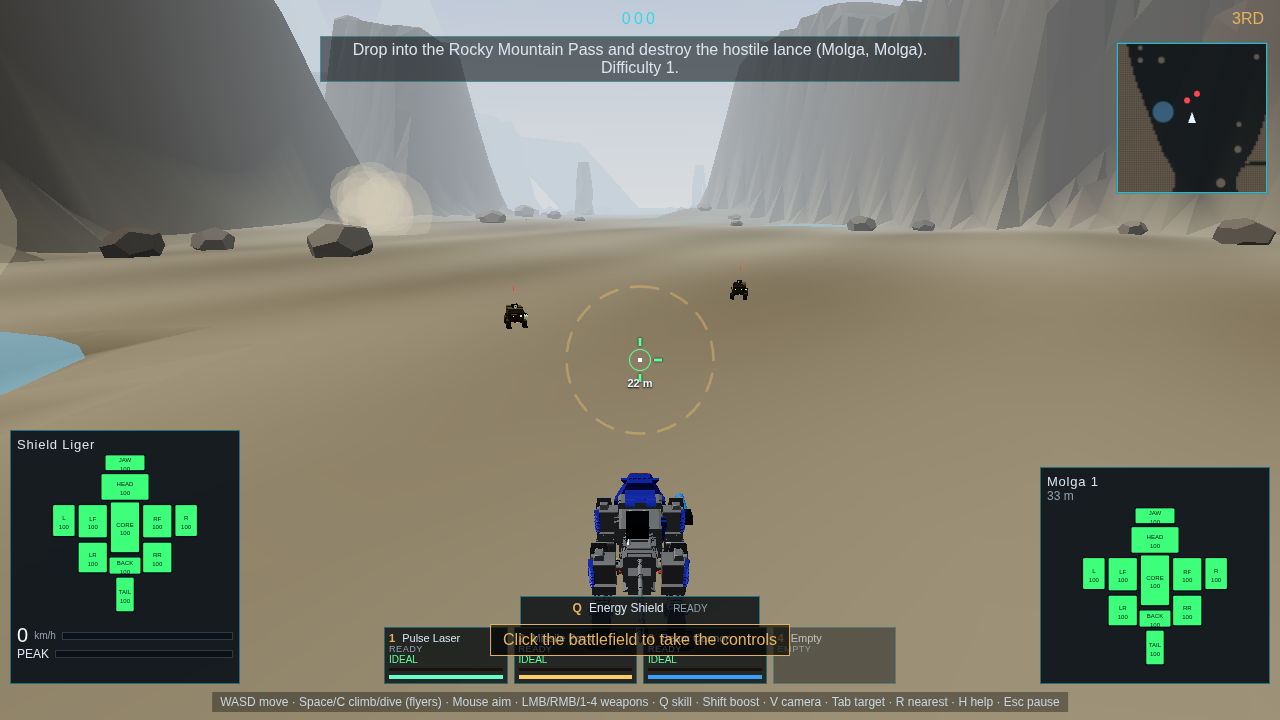 000
3RD
Drop into the Rocky Mountain Pass and destroy the hostile lance (Molga, Molga).
Difficulty 1.
22 m
Shield Liger
JAW
100
HEAD
100
L
100
LF
100
CORE
100
RF
100
R
100
LR
100
BACK
100
RR
100
TAIL
100
0 km/h
PEAK
Molga 1
33 m
JAW
100
HEAD
100
L
100
LF
100
CORE
100
RF
100
R
100
LR
100
BACK
100
RR
100
TAIL
100
Q Energy Shield READY
Click the battlefield to take the controls
1 Pulse Laser
READY
IDEAL
READY
IDEAL
READY
IDEAL
4 Empty
EMPTY
WASD move · Space/C climb/dive (flyers) · Mouse aim · LMB/RMB/1-4 weapons · Q skill · Shift boost · V camera · Tab target · R nearest · H help · Esc pause